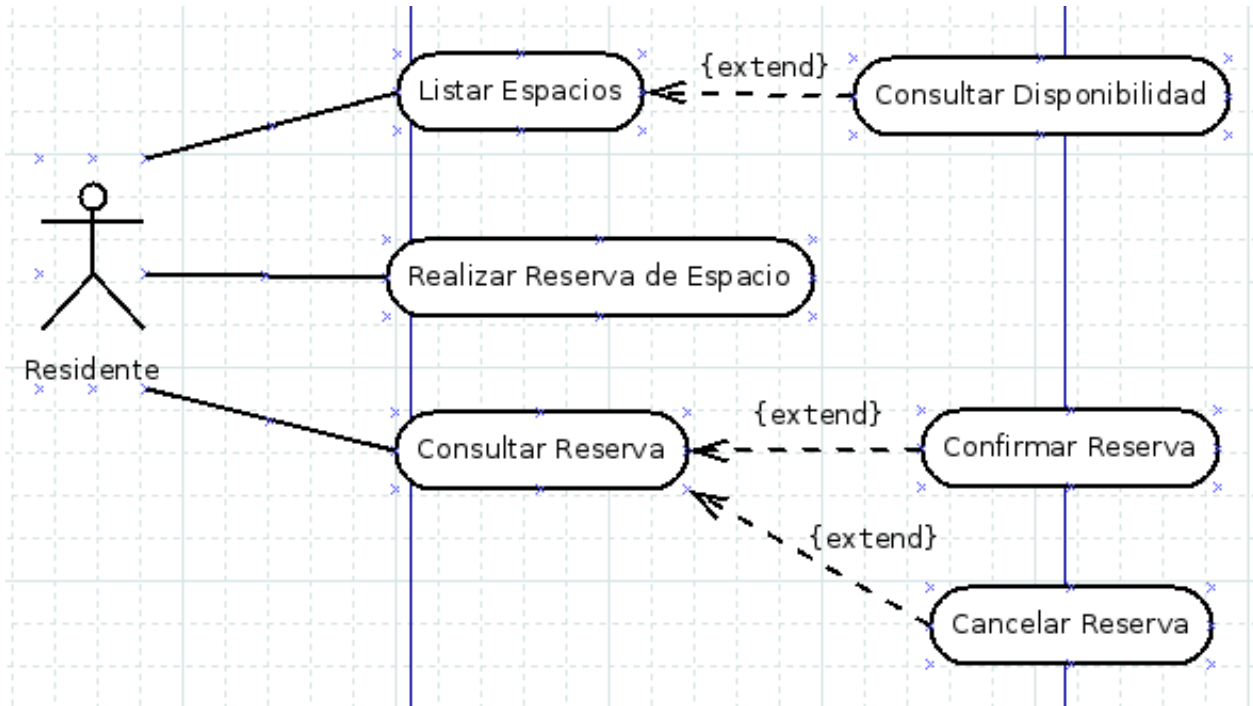 {extend}
Listar Espacios
Consultar Disponibilidad
Realizar Reserva de Espacio
Residente
{extend}
Consultar Reserva
Confirmar Reserva
{extend}
Cancelar Reserva